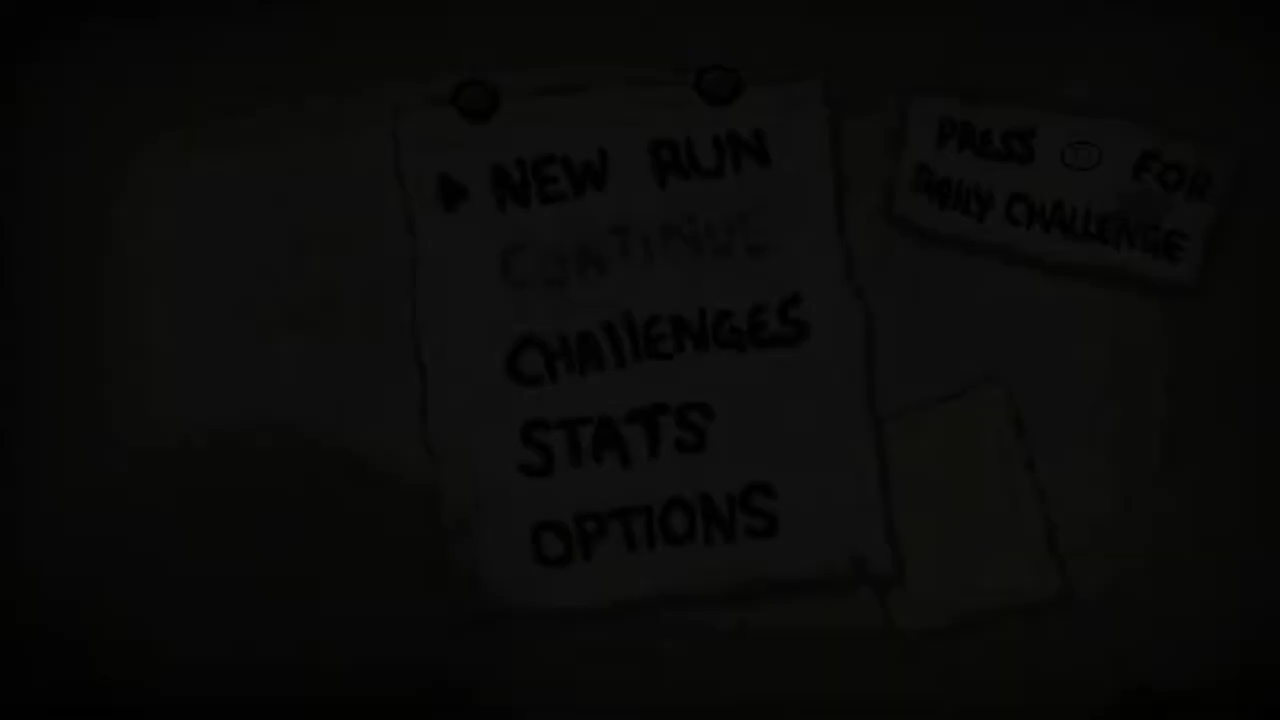 NEW RUN
CONTINUE
CHALLENGES
STATS
OPTIONS
PRESS FOR
DAILY CHALLENGE